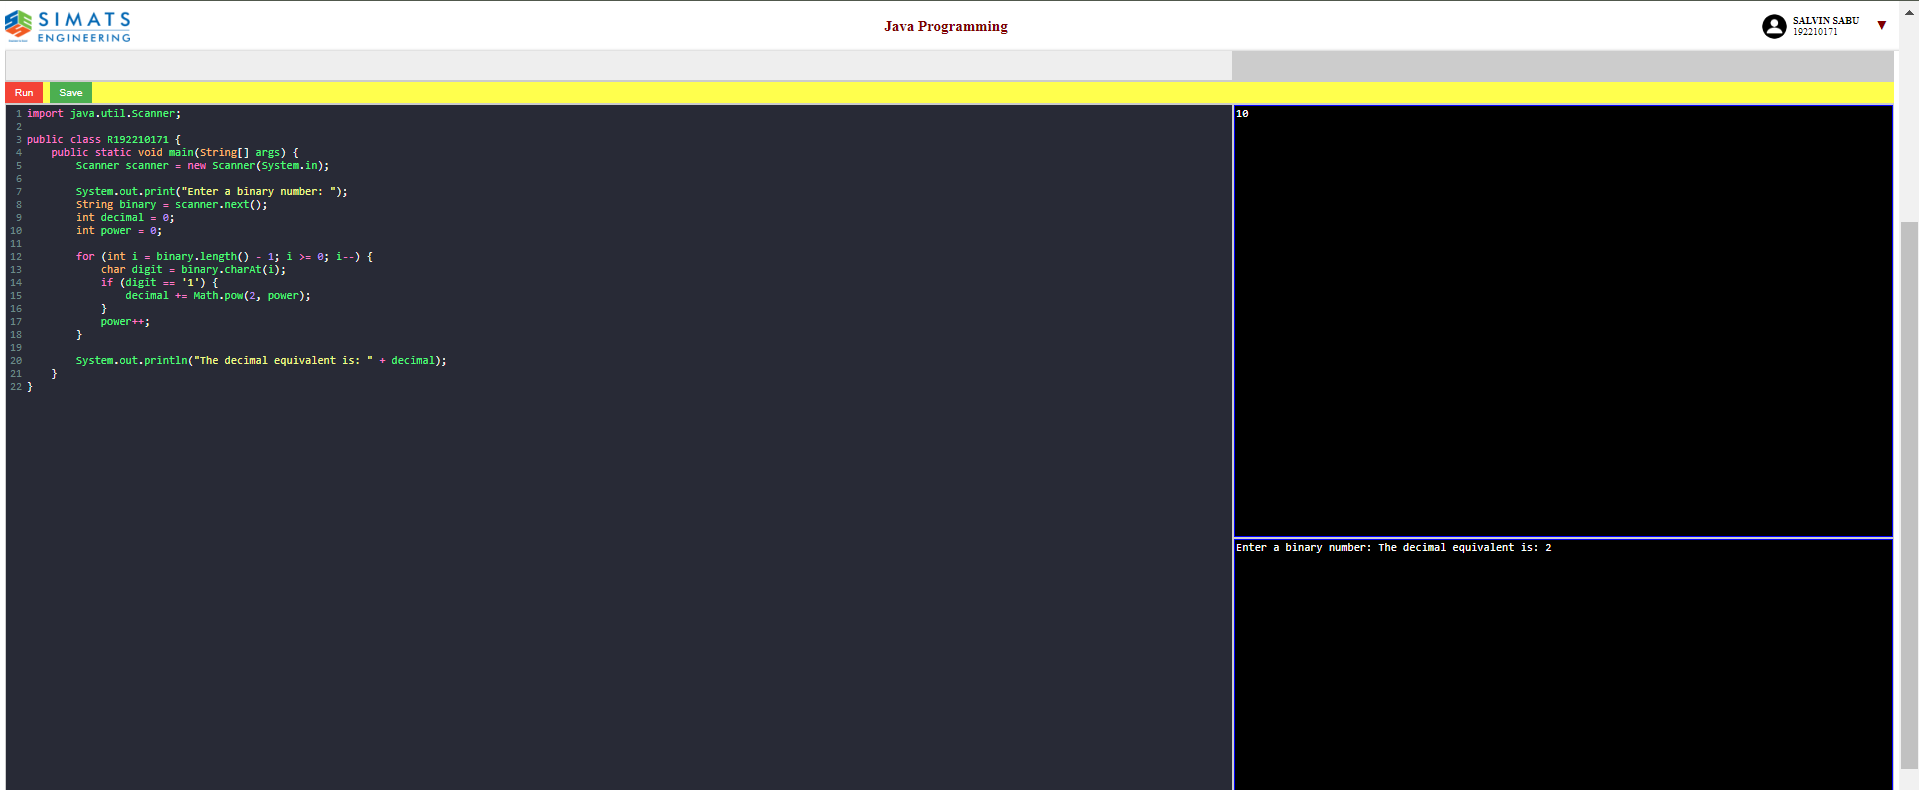 SIMATS
ENGINEERING
Java Programming
SALVIN SABU
192210171
Run Save
1 import java.util.Scanner;
2
3 public class R192210171 {
4     public static void main(String[] args) {
5         Scanner scanner = new Scanner(System.in);
6
7         System.out.print("Enter a binary number: ");
8         String binary = scanner.next();
9         int decimal = 0;
10         int power = 0;
11
12         for (int i = binary.length() - 1; i >= 0; i--) {
13             char digit = binary.charAt(i);
14             if (digit == '1') {
15                 decimal += Math.pow(2, power);
16             }
17             power++;
18         }
19
20         System.out.println("The decimal equivalent is: " + decimal);
21     }
22 }
10
Enter a binary number: The decimal equivalent is: 2